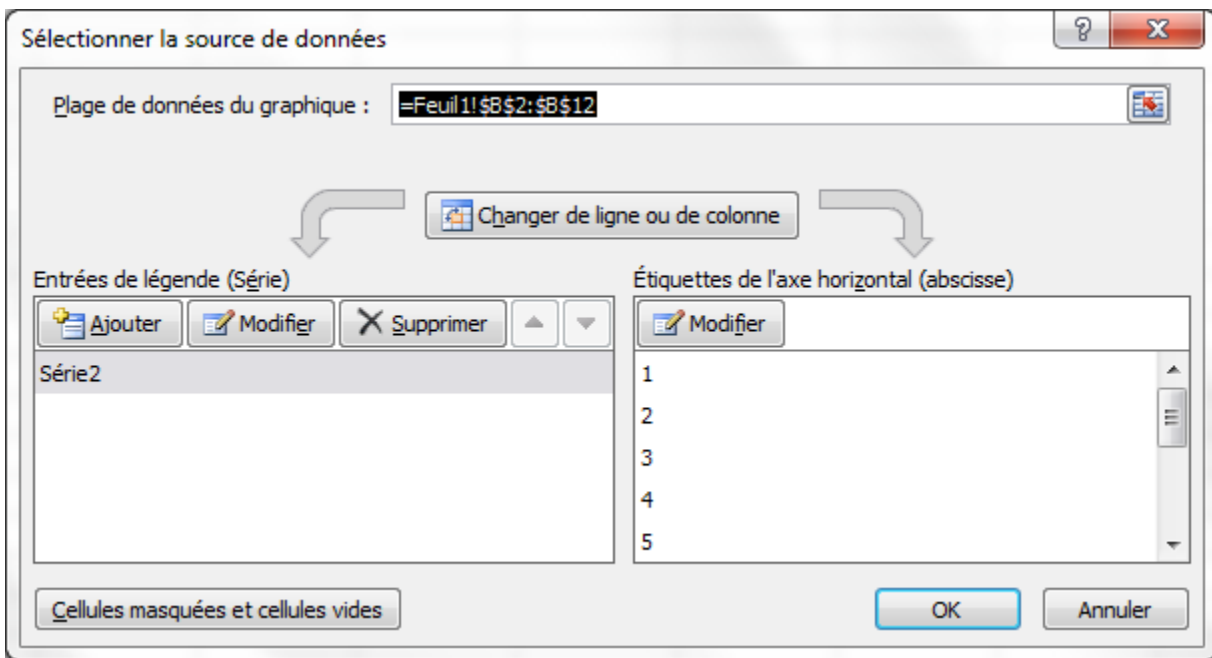 Sélectionner la source de données
Plage de données du graphique :
=Feuil1!$B$2:$B$12
Changer de ligne ou de colonne
Entrées de légende (Série)
Étiquettes de l'axe horizontal (abscisse)
Ajouter
Modifier
Supprimer
Modifier
Série2
1
2
3
4
5
Cellules masquées et cellules vides
OK
Annuler